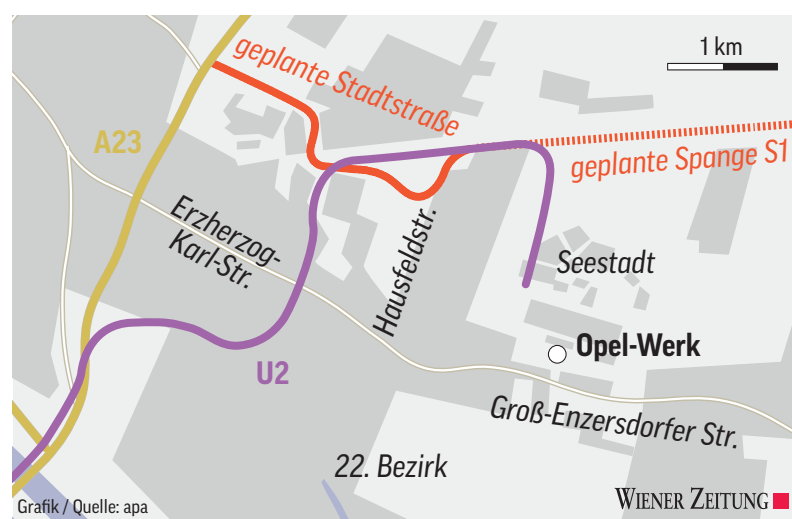 1 km
geplante Stadtstraße
A23
geplante Spange S1
Erzherzog-
Karl-Str.
Hausfeldstr.
Seestadt
Opel-Werk
U2
Groß-Enzersdorfer Str.
22. Bezirk
Grafik / Quelle: apa
WIENER ZEITUNG